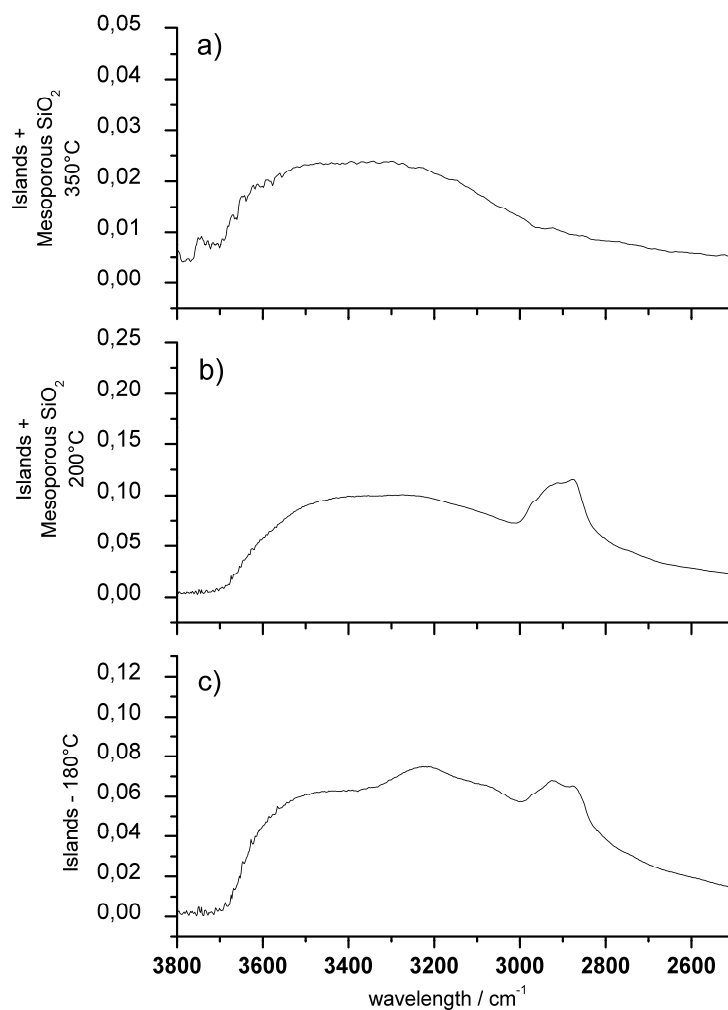 a)
Islands +
Mesoporous SiO2
350°C
0,05
0,04
0,03
0,02
0,01
0,00
b)
Islands +
Mesoporous SiO2
200°C
0,25
0,20
0,15
0,10
0,05
0,00
c)
Islands - 180°C
0,12
0,10
0,08
0,06
0,04
0,02
0,00
3800 3600 3400 3200 3000 2800 2600
wavelength / cm-1